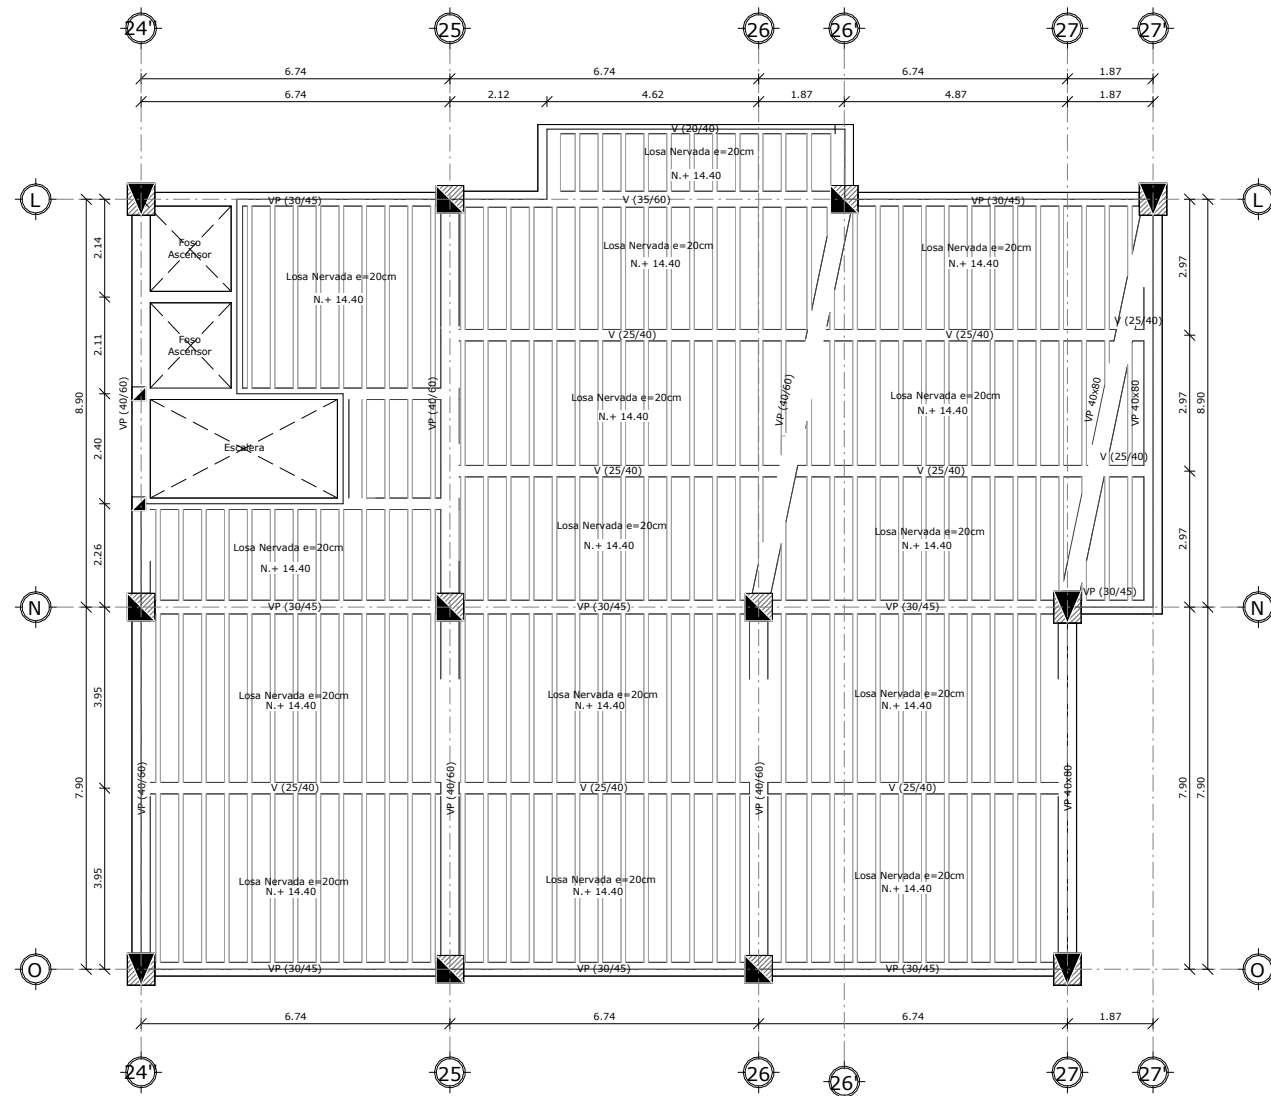 24'' 25 26 26' 27 27'
6.74 6.74 6.74 1.87
6.74 2.12 4.62 1.87 4.87 1.87
V (20/40)
Losa Nervada e=20cm
N.+ 14.40
L L
VP (30/45) V (35/60) VP (30/45)
Foso
Ascensor
Losa Nervada e=20cm
N.+ 14.40
Losa Nervada e=20cm
N.+ 14.40
Losa Nervada e=20cm
N.+ 14.40
2.14
2.97
V (25/40)
V (25/40) V (25/40)
Foso
Ascensor
2.11
8.90
VP (40/60)
VP (40/60)
VP (40/60)
VP 40x80
VP 40x80
2.97
8.90
Losa Nervada e=20cm
N.+ 14.40
Losa Nervada e=20cm
N.+ 14.40
2.40
Escalera
V (25/40)
V (25/40) V (25/40)
Losa Nervada e=20cm
N.+ 14.40
Losa Nervada e=20cm
N.+ 14.40
Losa Nervada e=20cm
N.+ 14.40
2.26
2.97
VP (30/45)
N N
VP (30/45) VP (30/45) VP (30/45)
3.95
Losa Nervada e=20cm
N.+ 14.40
Losa Nervada e=20cm
N.+ 14.40
Losa Nervada e=20cm
N.+ 14.40
7.90
VP (40/60)
VP (40/60)
VP (40/60)
VP 40x80
7.90
7.90
V (25/40) V (25/40) V (25/40)
3.95
Losa Nervada e=20cm
N.+ 14.40
Losa Nervada e=20cm
N.+ 14.40
Losa Nervada e=20cm
N.+ 14.40
O O
VP (30/45) VP (30/45) VP (30/45)
6.74 6.74 6.74 1.87
24'' 25 26 26' 27 27'